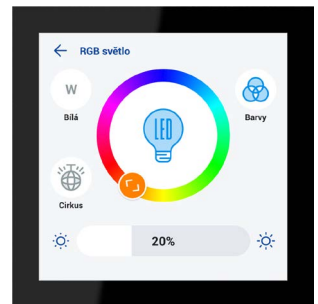 RGB světlo
W
Bílá
LED
Barvy
Cirkus
20%